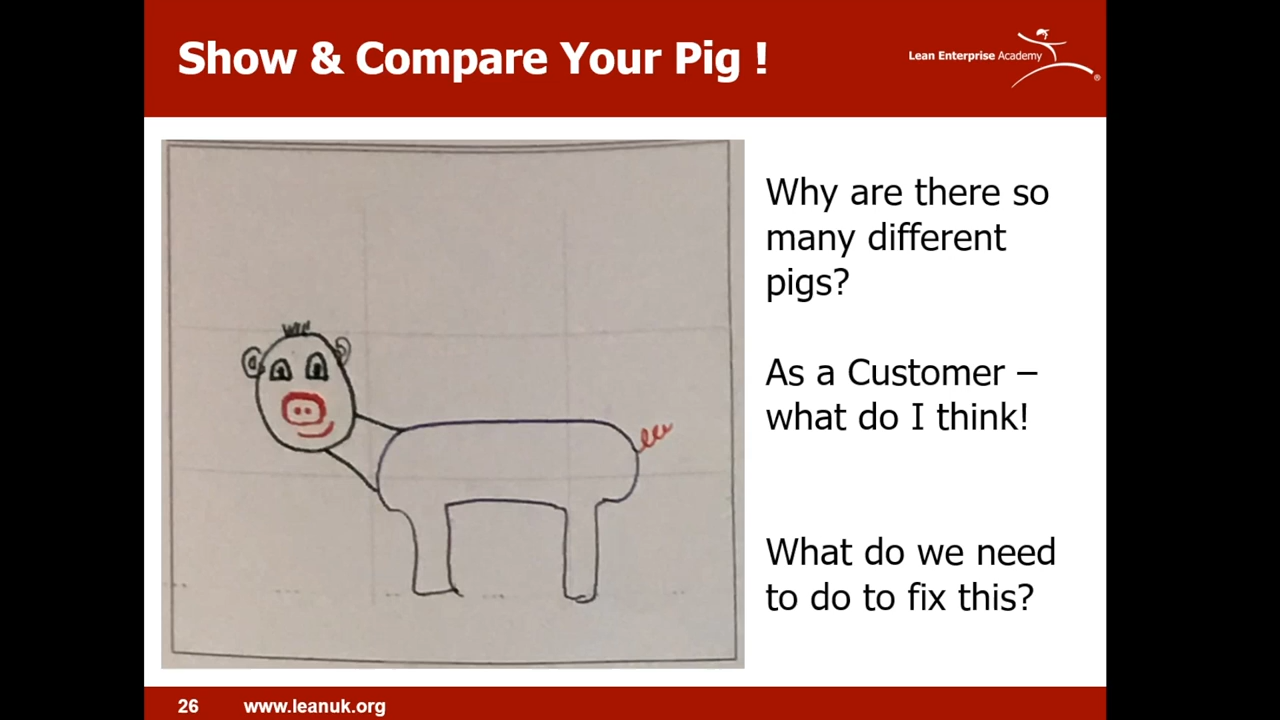 Show & Compare Your Pig !
Lean Enterprise Academy
®
Why are there so
many different
pigs?
As a Customer –
what do I think!
What do we need
to do to fix this?
26
www.leanuk.org